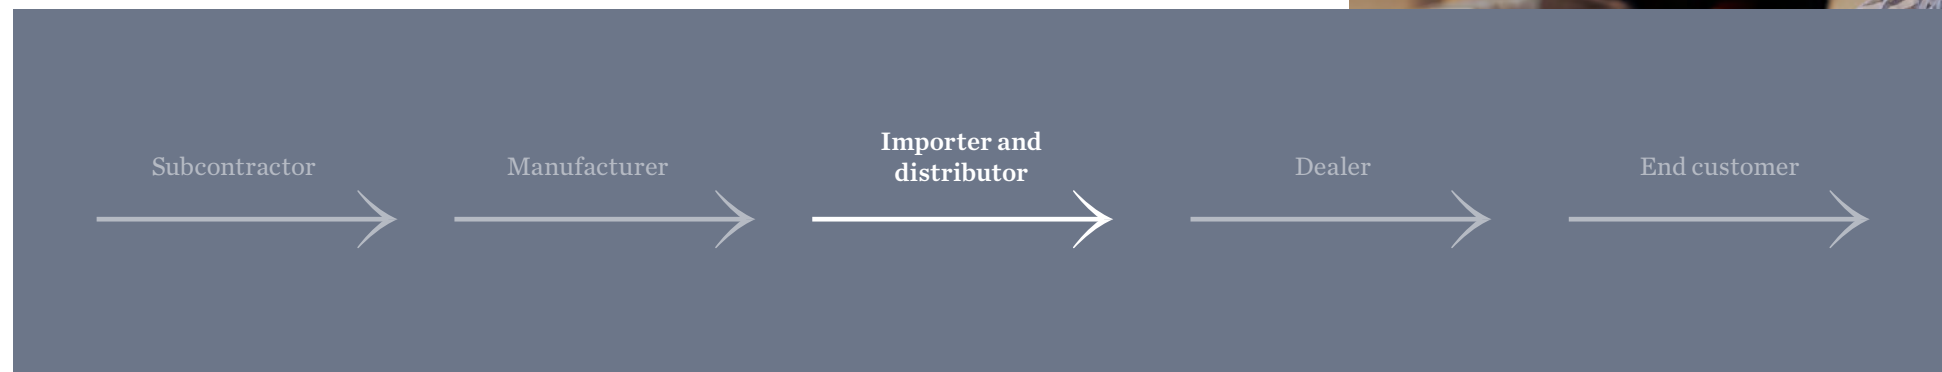 Subcontractor
Manufacturer
Importer and
distributor
Dealer
End customer